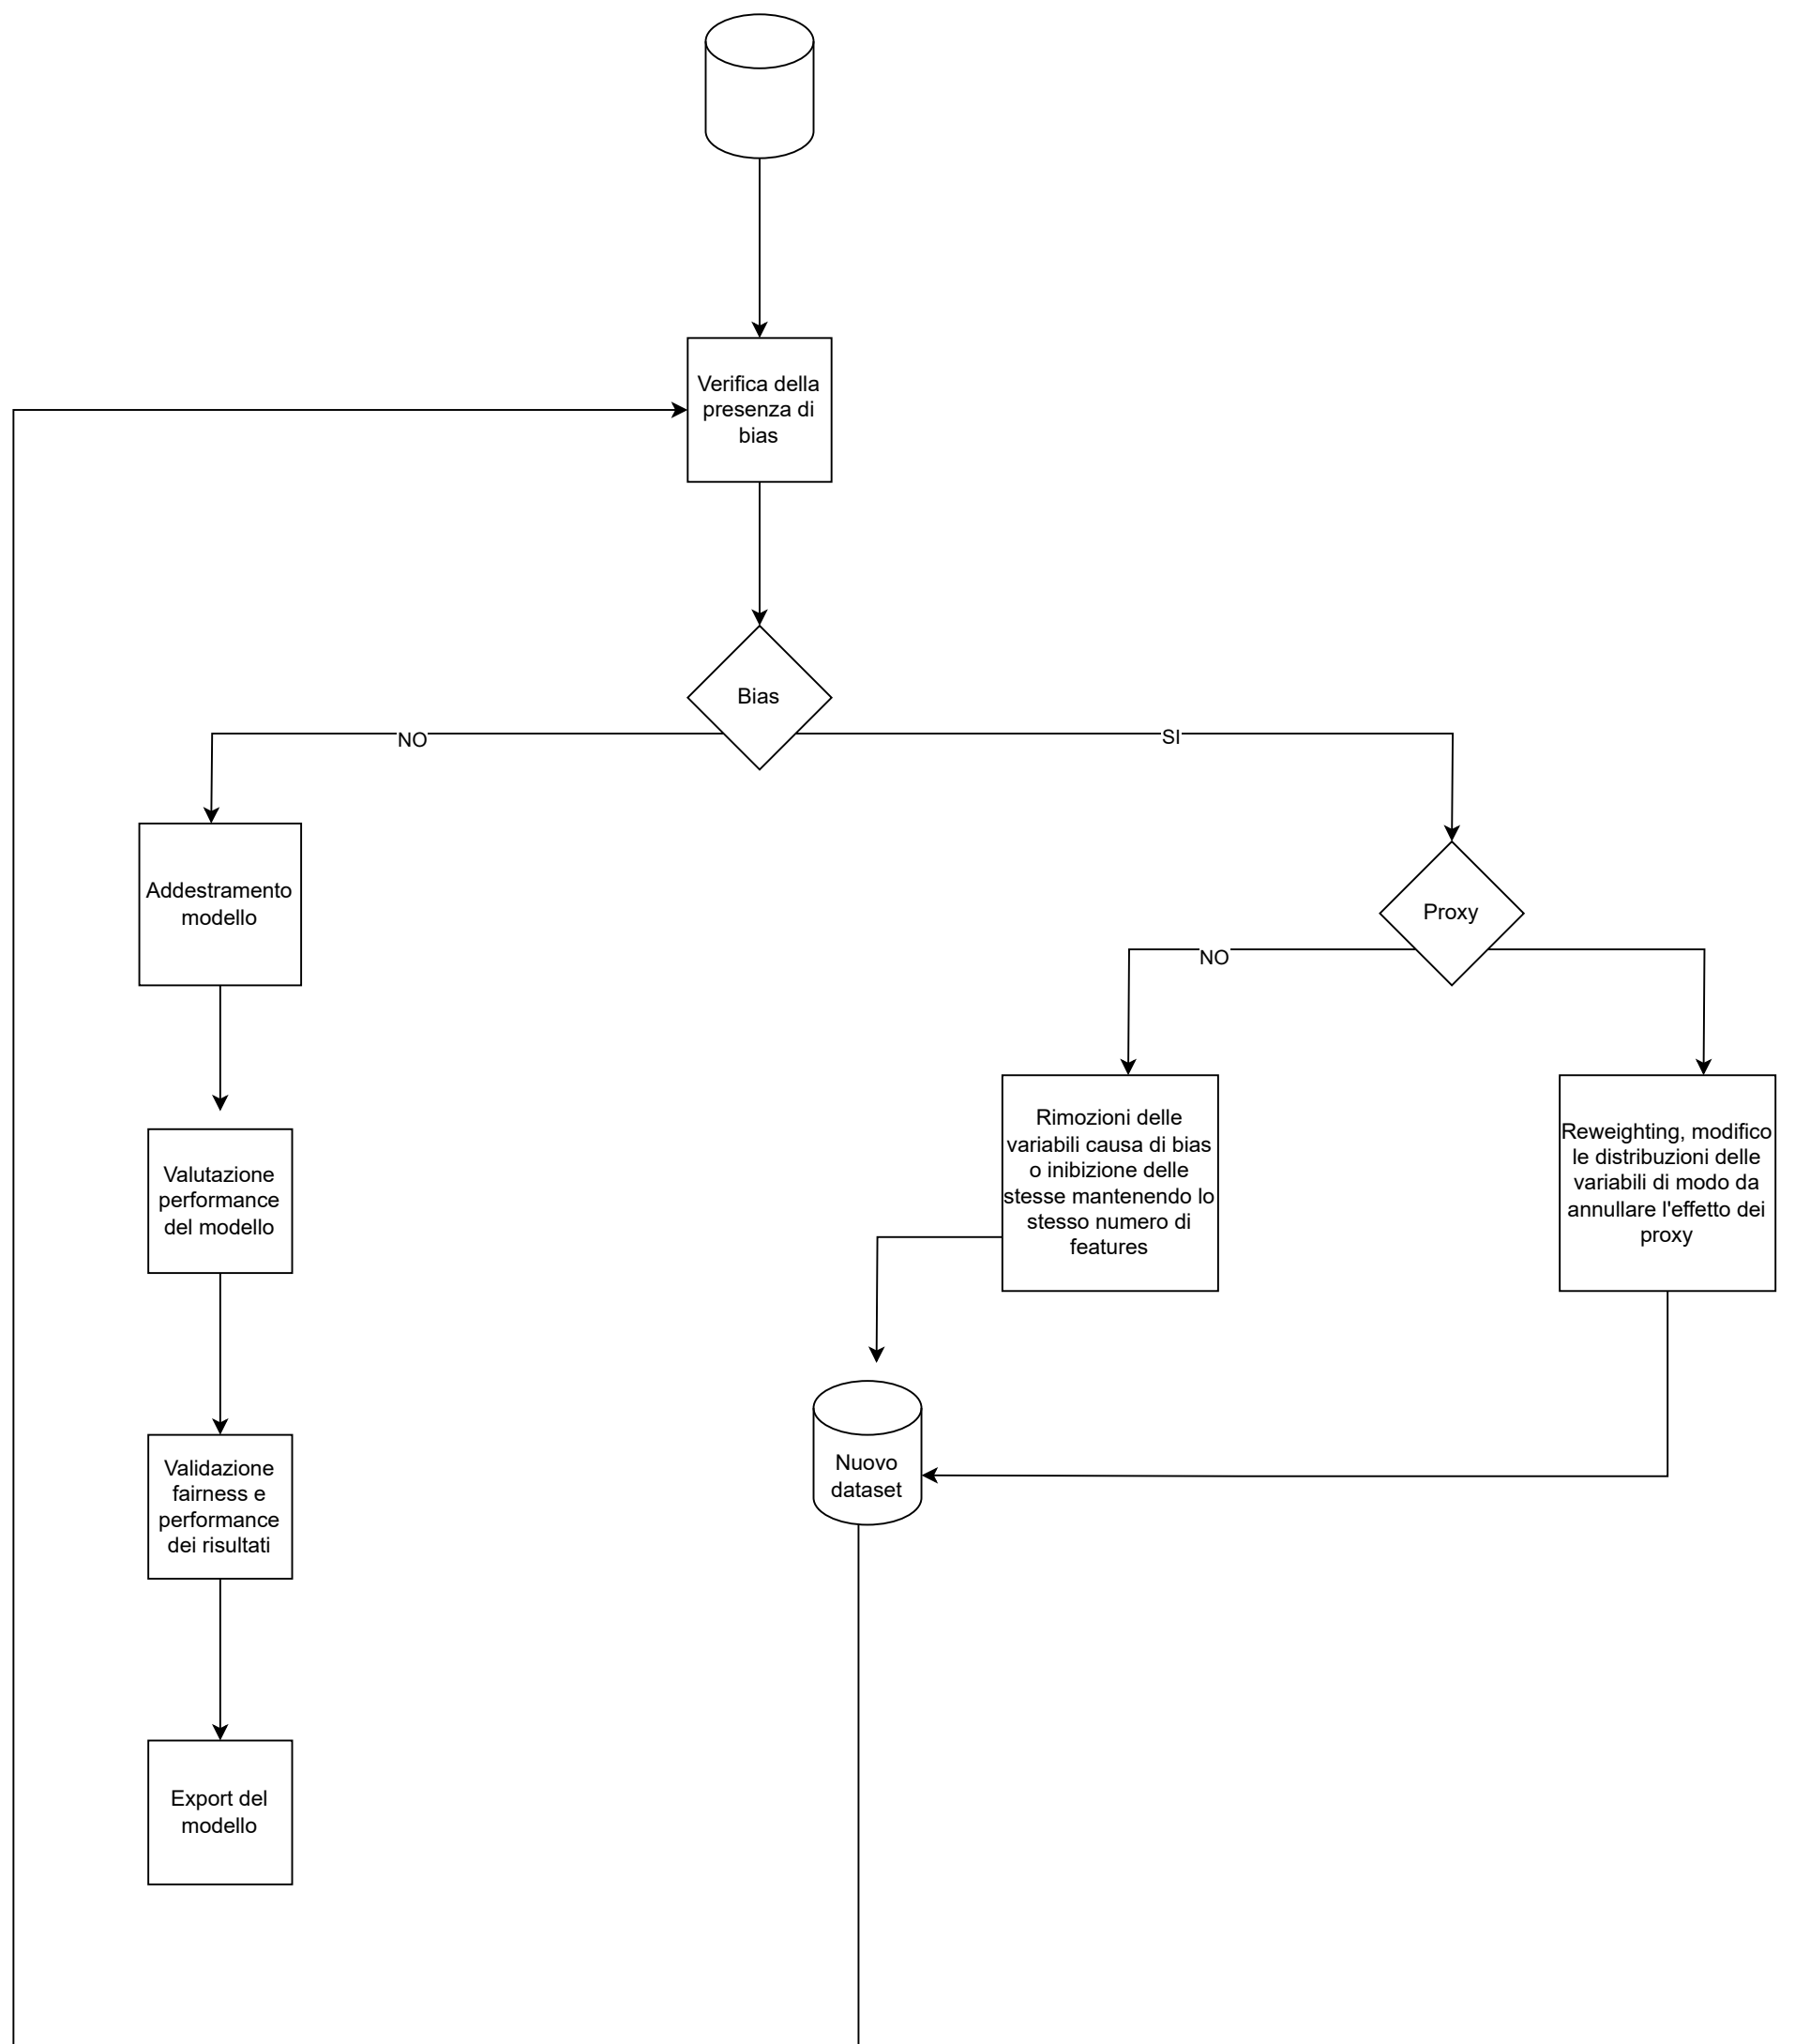 Verifica della
presenza di
bias
Bias
NO
SI
Addestramento
modello
Proxy
NO
Rimozioni delle
variabili causa di bias
o inibizione delle
stesse mantenendo lo
stesso numero di
features
Reweighting, modifico
le distribuzioni delle
variabili di modo da
annullare l'effetto dei
proxy
Valutazione
performance
del modello
Nuovo
dataset
Validazione
fairness e
performance
dei risultati
Export del
modello